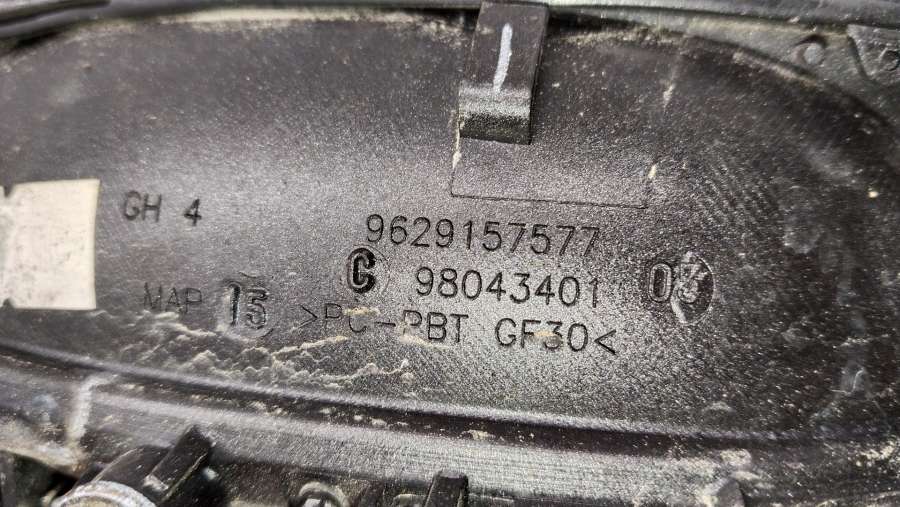 GH 4
9629157577
C 98043401 03
MAP 15 >PC-PBT GF30<